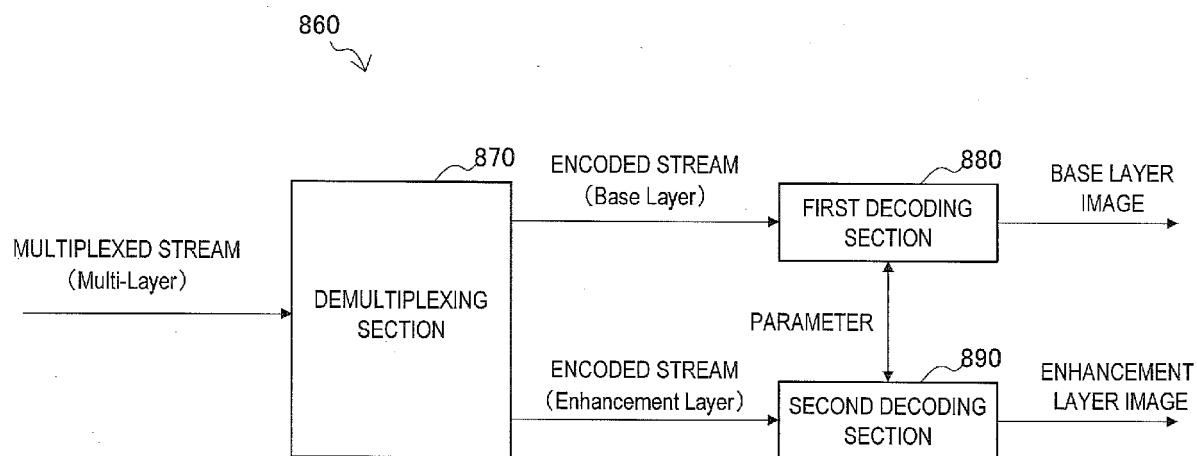 860
870
ENCODED STREAM
(Base Layer)
880
BASE LAYER
IMAGE
FIRST DECODING
SECTION
MULTIPLEXED STREAM
(Multi-Layer)
DEMULTIPLEXING
SECTION
PARAMETER
ENCODED STREAM
(Enhancement Layer)
890
ENHANCEMENT
LAYER IMAGE
SECOND DECODING
SECTION